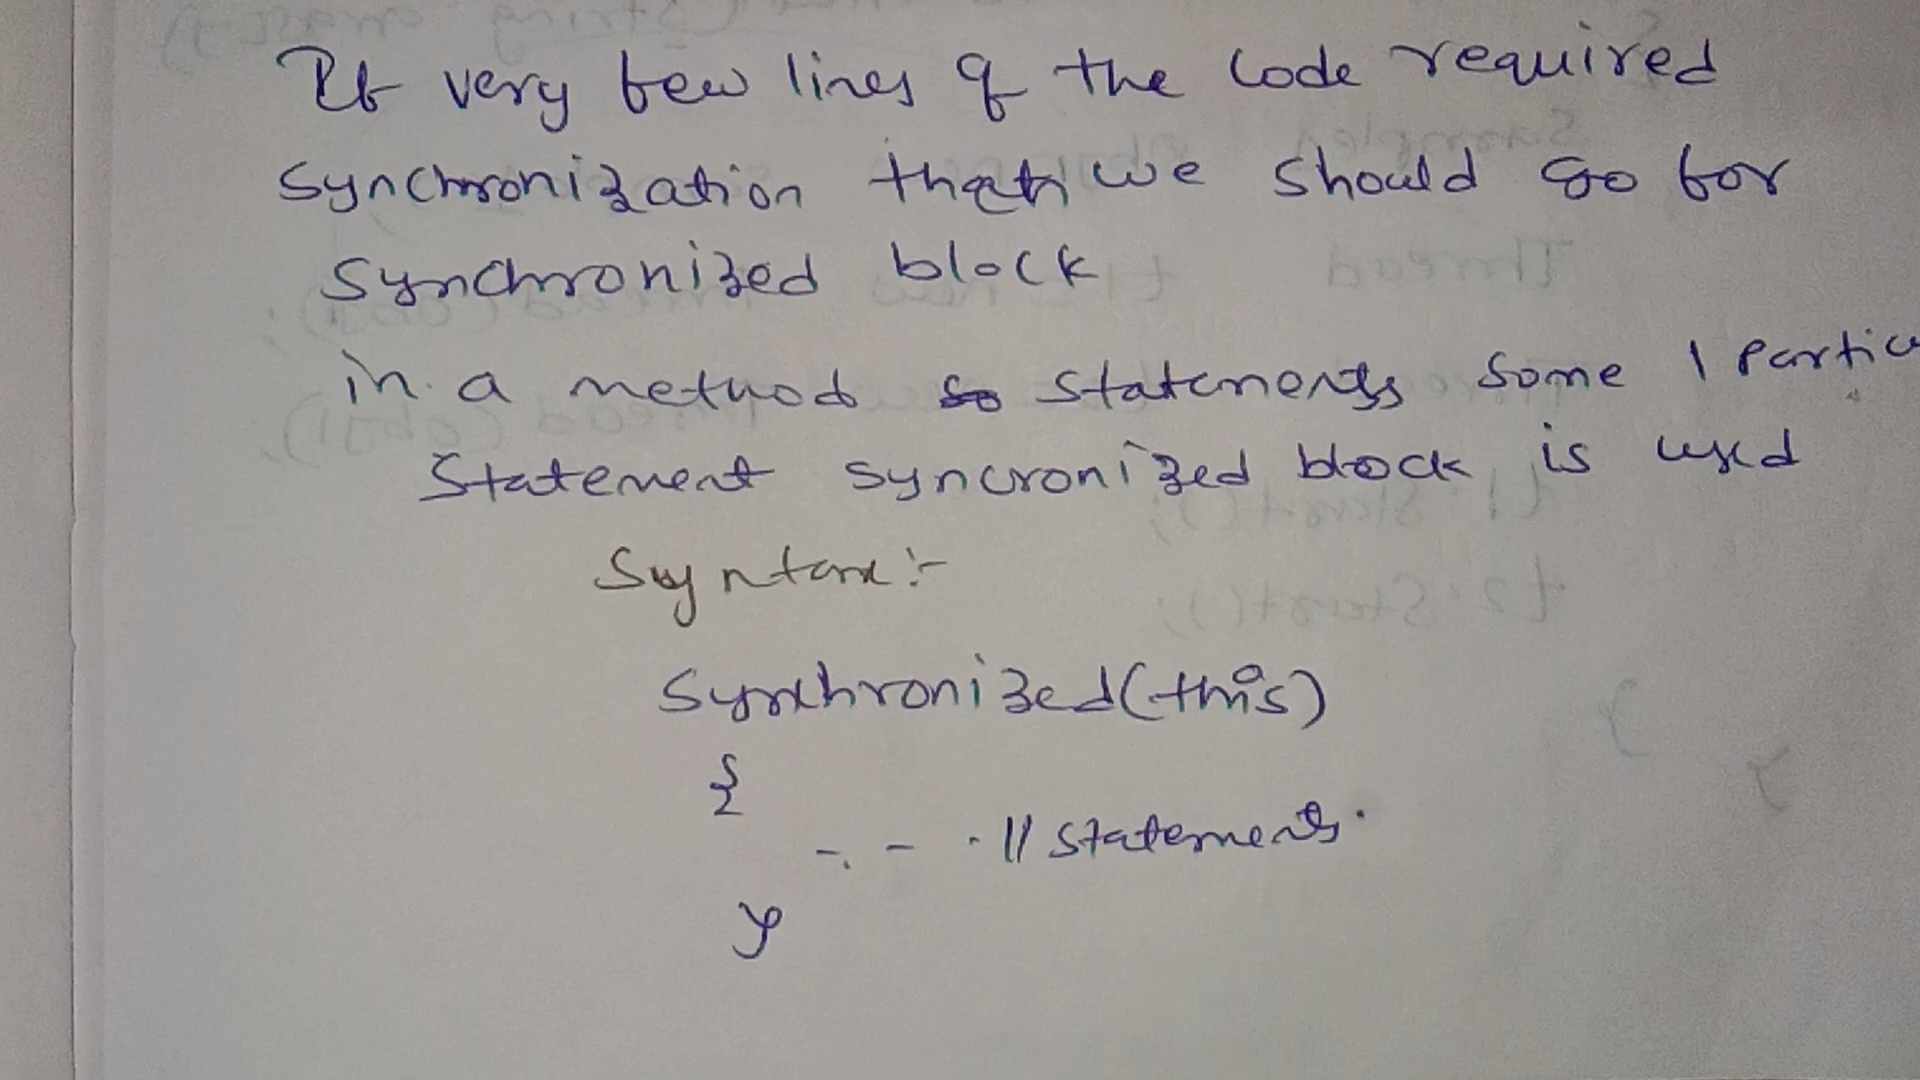 If very few lines of the code required
synchronization then we should go for
synchronized block
in a method statements some 1 partic
Statement syncronized block is used
Syntax:-
Synchronized(this)
{
-. - . // statements.
}